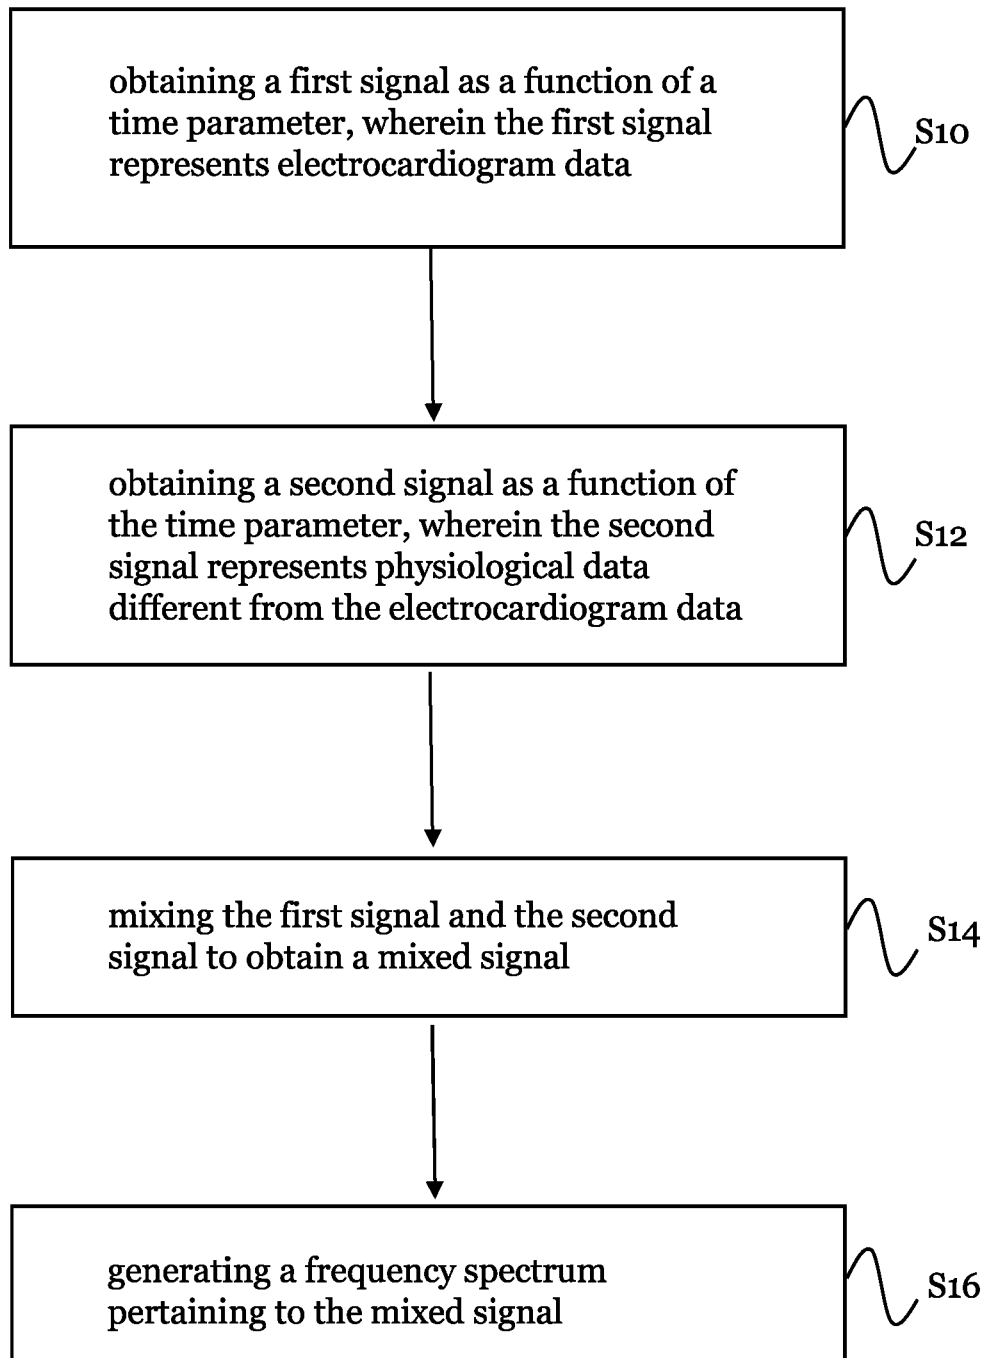 obtaining a first signal as a function of a
time parameter, wherein the first signal
represents electrocardiogram data
S10
obtaining a second signal as a function of
the time parameter, wherein the second
signal represents physiological data
different from the electrocardiogram data
S12
mixing the first signal and the second
signal to obtain a mixed signal
S14
generating a frequency spectrum
pertaining to the mixed signal
S16